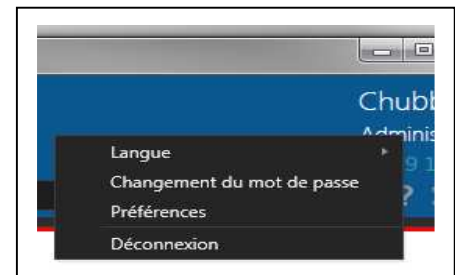 Chubb
Langue
Changement du mot de passe
Préférences
Déconnexion